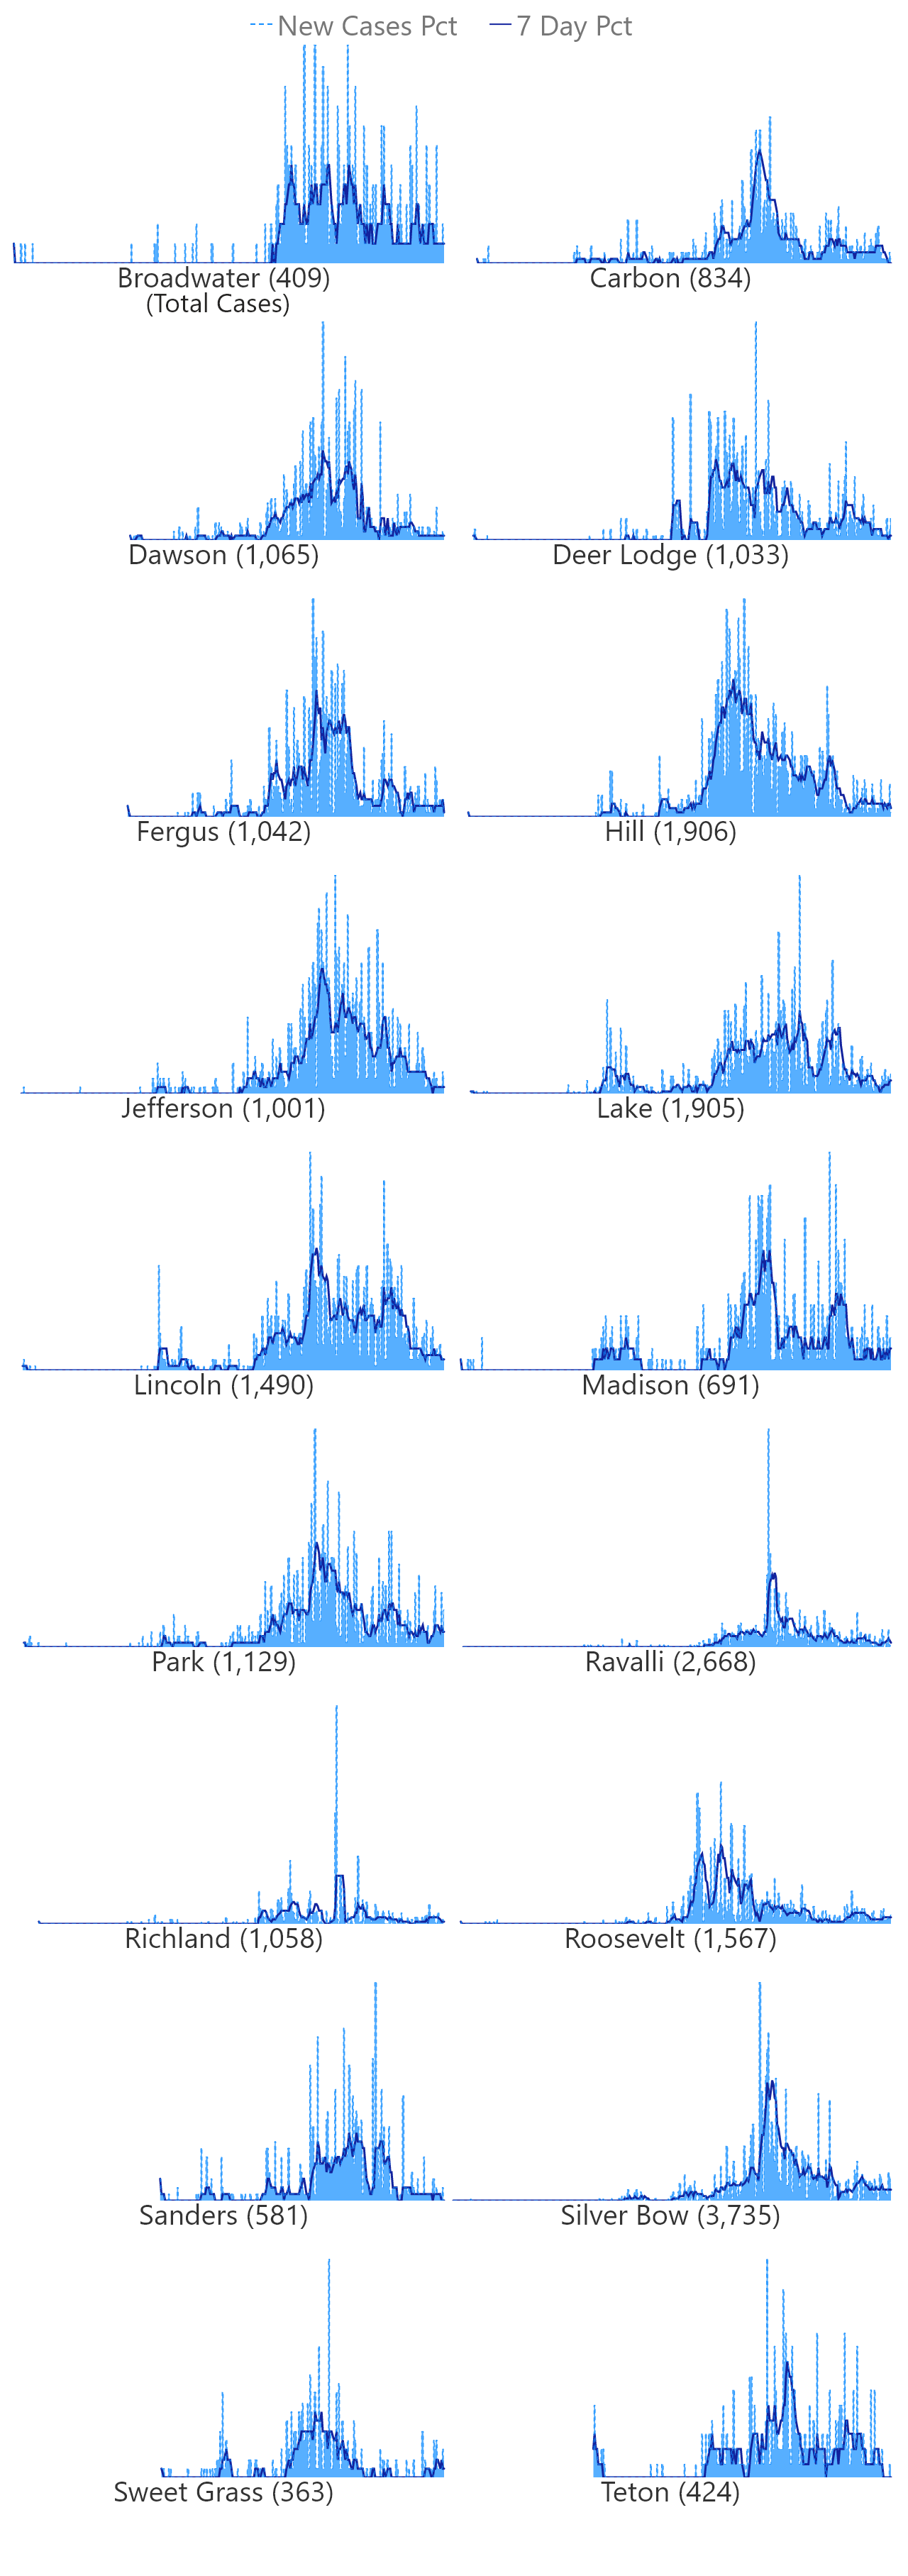 New Cases Pct 7 Day Pct
Broadwater (409) Carbon (834)
(Total Cases)
Dawson (1,065) Deer Lodge (1,033)
Fergus (1,042) Hill (1,906)
Jefferson (1,001) Lake (1,905)
Lincoln (1,490) Madison (691)
Park (1,129) Ravalli (2,668)
Richland (1,058) Roosevelt (1,567)
Sanders (581) Silver Bow (3,735)
Sweet Grass (363) Teton (424)